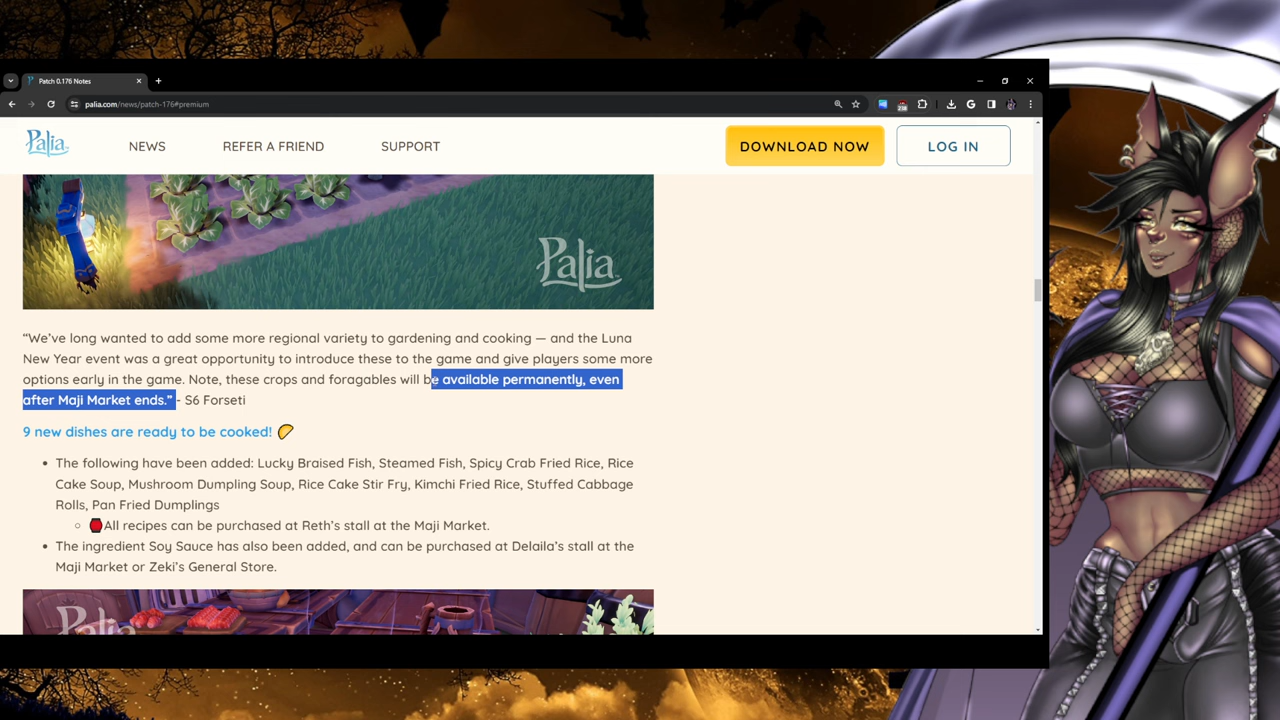 Patch 0.176 Notes
palia.com/news/patch-176#premium
Palia
NEWS
REFER A FRIEND
SUPPORT
DOWNLOAD NOW
LOG IN
Palia
“We’ve long wanted to add some more regional variety to gardening and cooking — and the Luna
New Year event was a great opportunity to introduce these to the game and give players some more
options early in the game. Note, these crops and foragables will be available permanently, even
after Maji Market ends.” - S6 Forseti
9 new dishes are ready to be cooked!
The following have been added: Lucky Braised Fish, Steamed Fish, Spicy Crab Fried Rice, Rice
Cake Soup, Mushroom Dumpling Soup, Rice Cake Stir Fry, Kimchi Fried Rice, Stuffed Cabbage
Rolls, Pan Fried Dumplings
All recipes can be purchased at Reth’s stall at the Maji Market.
The ingredient Soy Sauce has also been added, and can be purchased at Delaila’s stall at the
Maji Market or Zeki’s General Store.
Palia